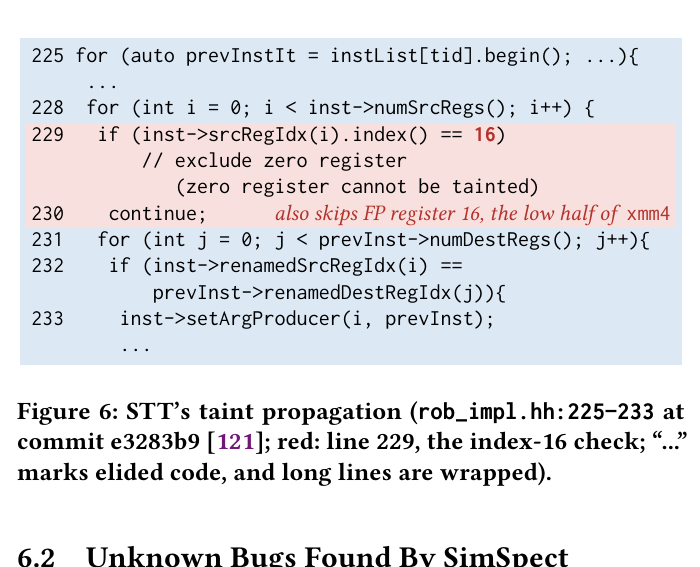 225 for (auto prevInstIt = instList[tid].begin(); ...){
...
228 for (int i = 0; i < inst->numSrcRegs(); i++) {
229 if (inst->srcRegIdx(i).index() == 16)
// exclude zero register
(zero register cannot be tainted)
230 continue; also skips FP register 16, the low half of xmm4
231 for (int j = 0; j < prevInst->numDestRegs(); j++){
232 if (inst->renamedSrcRegIdx(i) ==
prevInst->renamedDestRegIdx(j)){
233 inst->setArgProducer(i, prevInst);
...
Figure 6: STT's taint propagation (rob_impl.hh:225–233 at
commit e3283b9 [121]; red: line 229, the index-16 check; “...”
marks elided code, and long lines are wrapped).
6.2 Unknown Bugs Found By SimSpect